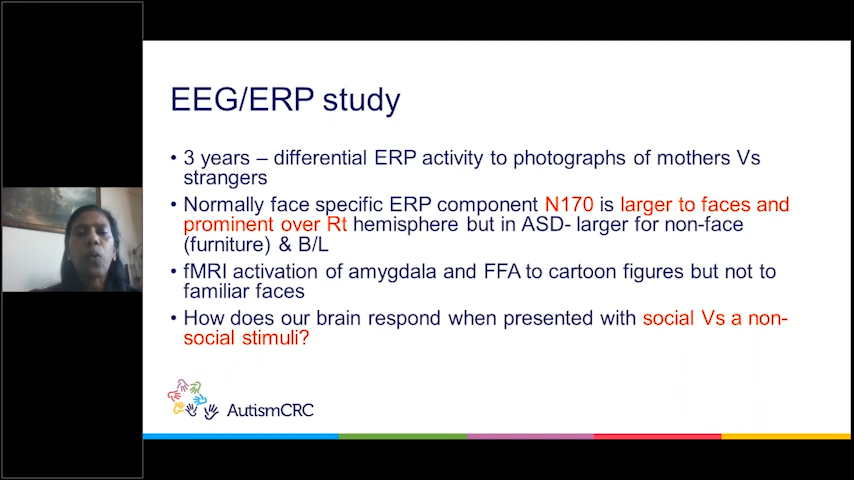 EEG/ERP study
• 3 years – differential ERP activity to photographs of mothers Vs
strangers
• Normally face specific ERP component N170 is larger to faces and
prominent over Rt hemisphere but in ASD- larger for non-face
(furniture) & B/L
• fMRI activation of amygdala and FFA to cartoon figures but not to
familiar faces
• How does our brain respond when presented with social Vs a non-
social stimuli?
AutismCRC